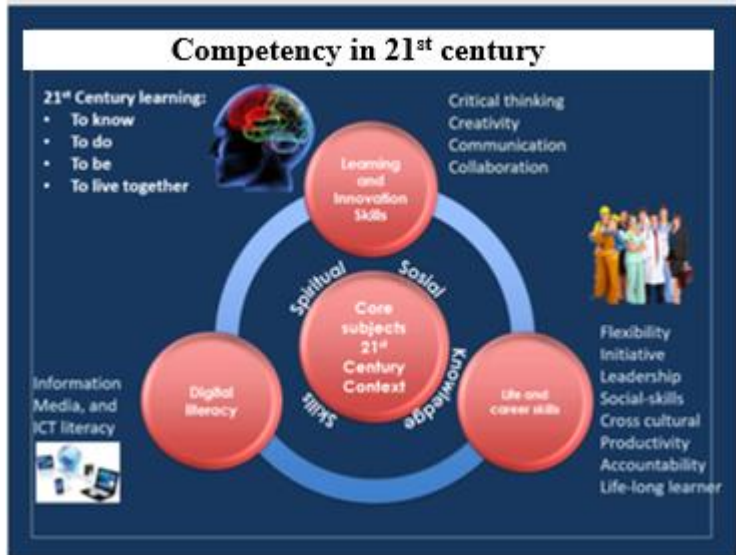 Competency in 21st century
21st Century learning:
• To know
• To do
• To be
• To live together
Critical thinking
Creativity
Communication
Collaboration
Learning
and
Innovation
Skills
Spiritual
Sosial
Core
subjects
21st
Century
Context
Skills
Knowledge
Digital
literacy
Information
Media, and
ICT literacy
Life and
career skills
Flexibility
Initiative
Leadership
Social-skills
Cross cultural
Productivity
Accountability
Life-long learner